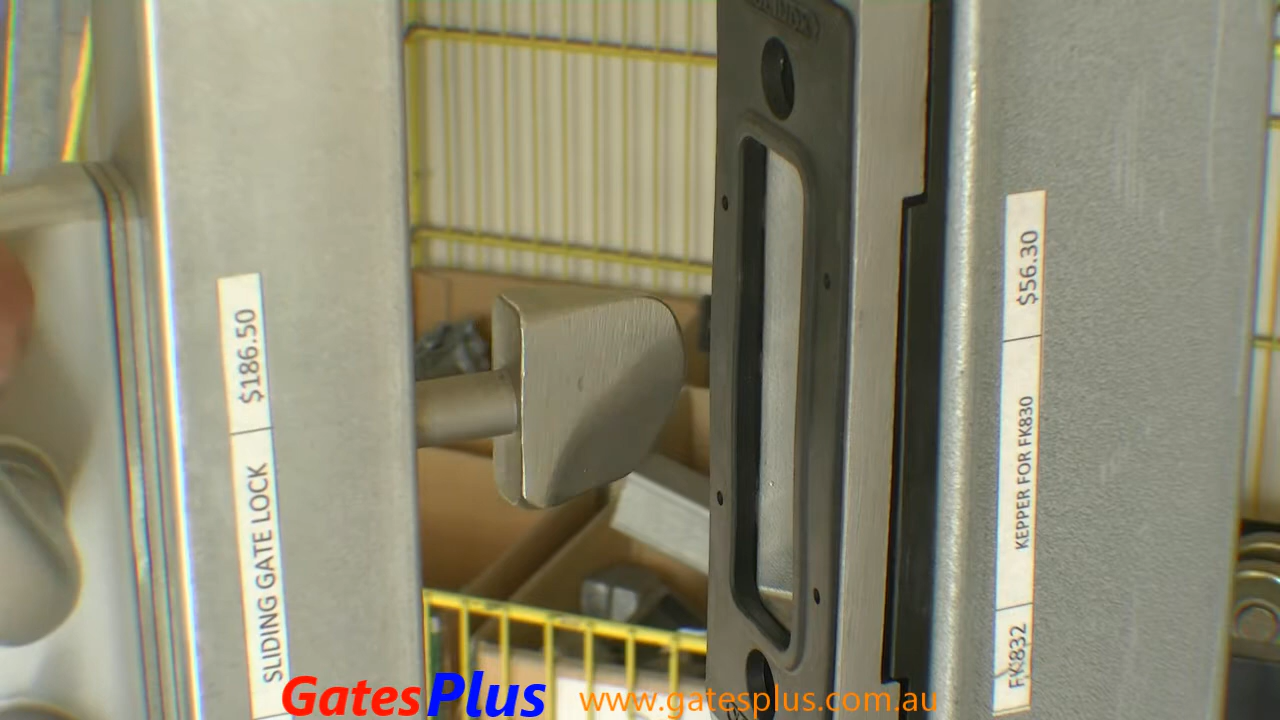 SLIDING GATE LOCK $186.50
FK832 KEPPER FOR FK830 $56.30
GatesPlus www.gatesplus.com.au